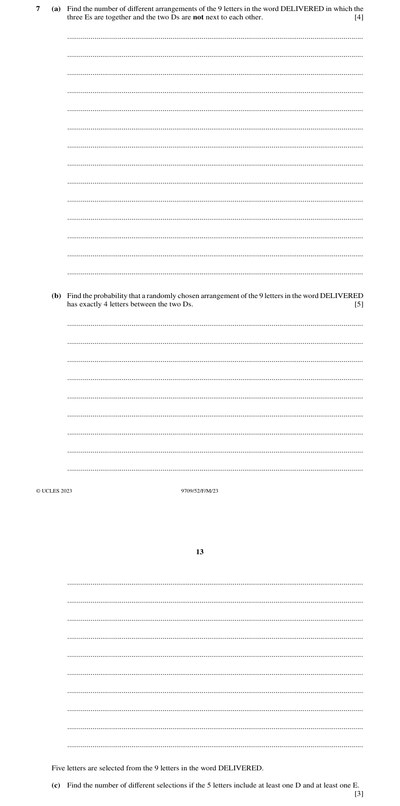 7 (a) Find the number of different arrangements of the 9 letters in the word DELIVERED in which the
three Es are together and the two Ds are not next to each other. [4]
(b) Find the probability that a randomly chosen arrangement of the 9 letters in the word DELIVERED
has exactly 4 letters between the two Ds. [5]
© UCLES 2023 9709/52/F/M/23
13
Five letters are selected from the 9 letters in the word DELIVERED.
(c) Find the number of different selections if the 5 letters include at least one D and at least one E.
[3]